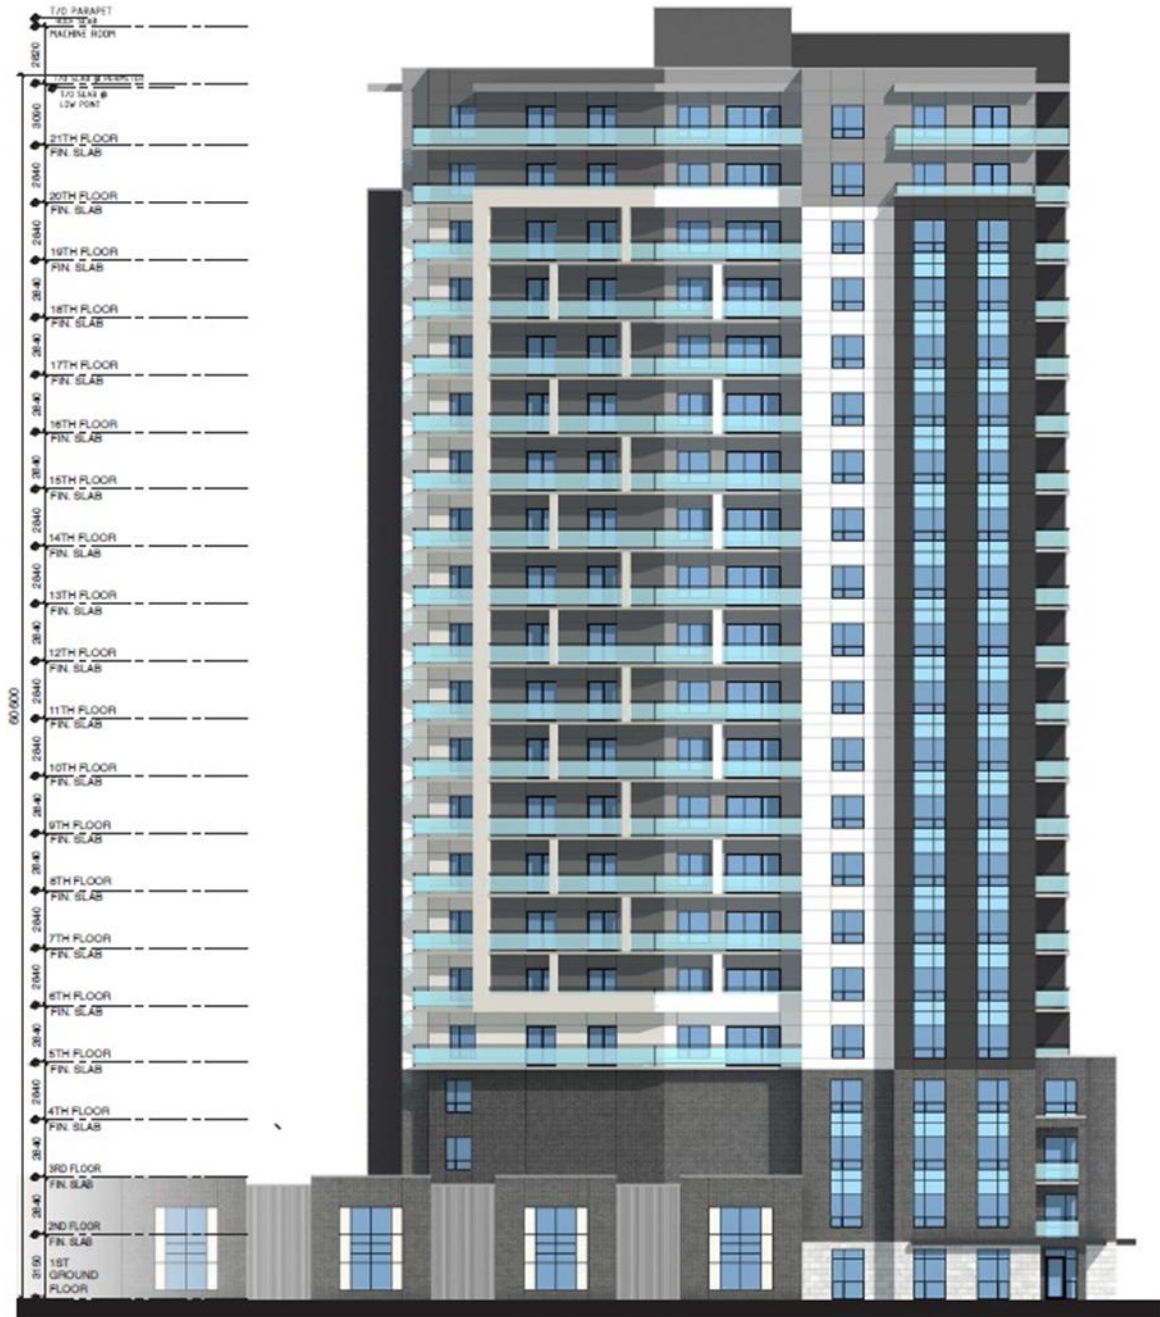 T/O PARAPET
MACHINE ROOM
2820
T/O SLAB @ PERIMETER
T/O SLAB @
LOW POINT
3090
21TH FLOOR
FIN. SLAB
2840
20TH FLOOR
FIN. SLAB
2840
19TH FLOOR
FIN. SLAB
2840
18TH FLOOR
FIN. SLAB
2840
17TH FLOOR
FIN. SLAB
2840
16TH FLOOR
FIN. SLAB
2840
15TH FLOOR
FIN. SLAB
2840
14TH FLOOR
FIN. SLAB
2840
13TH FLOOR
FIN. SLAB
2840
12TH FLOOR
FIN. SLAB
2840
11TH FLOOR
FIN. SLAB
60600
2840
10TH FLOOR
FIN. SLAB
2840
9TH FLOOR
FIN. SLAB
2840
8TH FLOOR
FIN. SLAB
2840
7TH FLOOR
FIN. SLAB
2840
6TH FLOOR
FIN. SLAB
2840
5TH FLOOR
FIN. SLAB
2840
4TH FLOOR
FIN. SLAB
2840
3RD FLOOR
FIN. SLAB
2840
2ND FLOOR
FIN. SLAB
3150
1ST
GROUND
FLOOR